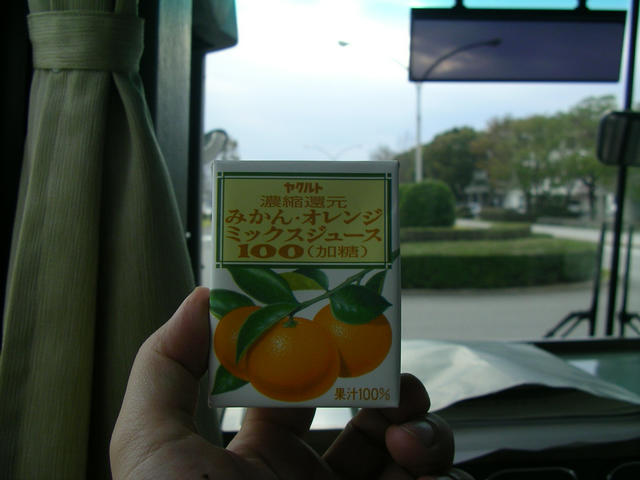 ヤクルト
濃縮還元
みかん・オレンジ
ミックスジュース
100(加糖)
果汁100%